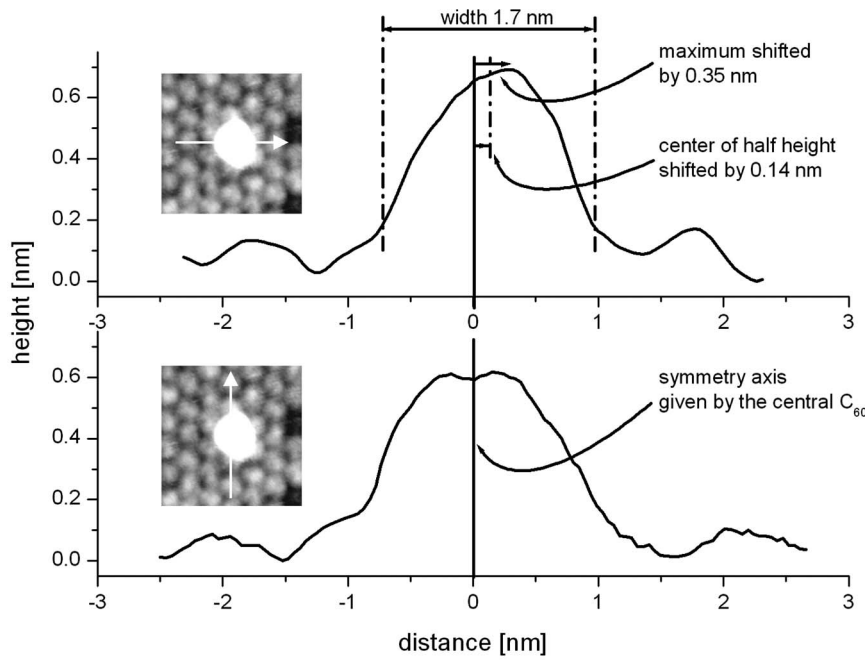 width 1.7 nm
maximum shifted
by 0.35 nm
0.6
0.4
center of half height
shifted by 0.14 nm
0.2
0.0
-3 -2 -1 0 1 2 3
height [nm]
0.6
symmetry axis
given by the central C60
0.4
0.2
0.0
-3 -2 -1 0 1 2 3
distance [nm]